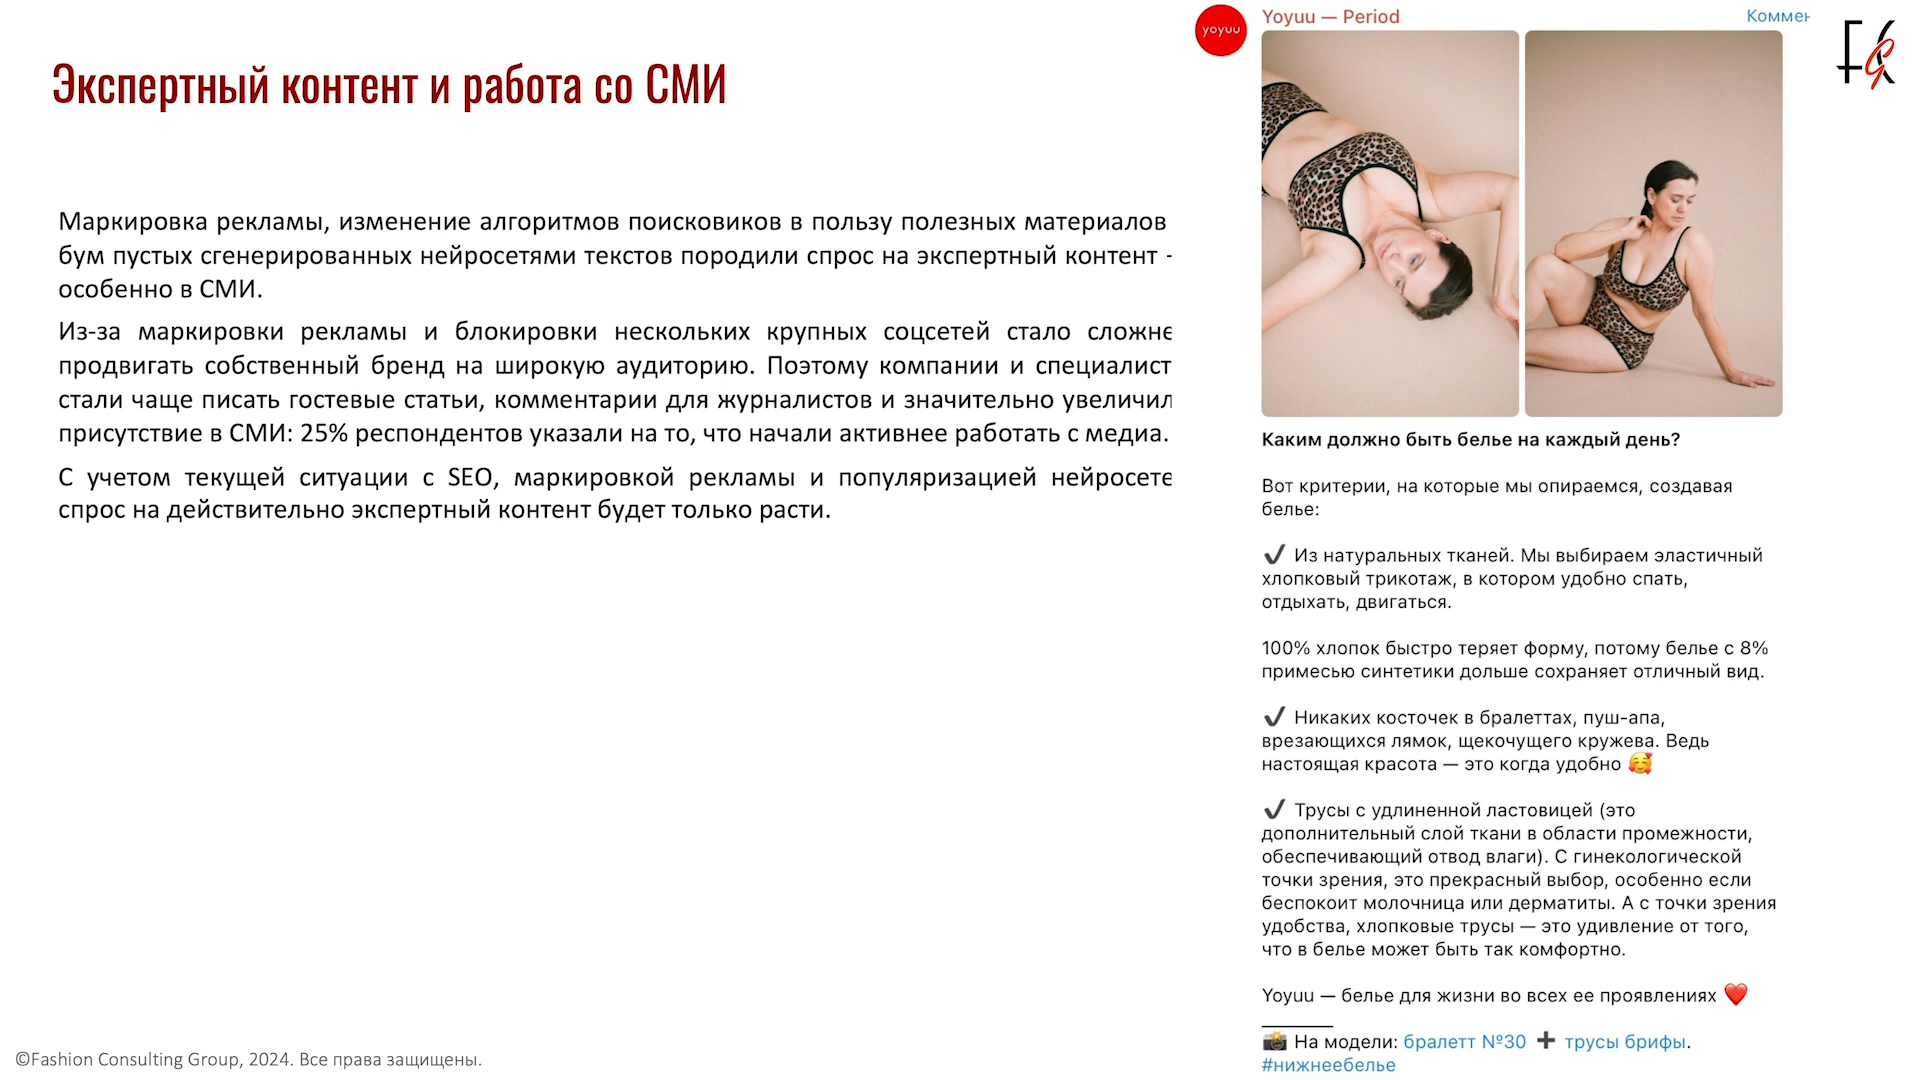 Экспертный контент и работа со СМИ
Маркировка рекламы, изменение алгоритмов поисковиков в пользу полезных материалов
бум пустых сгенерированных нейросетями текстов породили спрос на экспертный контент -
особенно в СМИ.
Из-за маркировки рекламы и блокировки нескольких крупных соцсетей стало сложне
продвигать собственный бренд на широкую аудиторию. Поэтому компании и специалист
стали чаще писать гостевые статьи, комментарии для журналистов и значительно увеличил
присутствие в СМИ: 25% респондентов указали на то, что начали активнее работать с медиа.
С учетом текущей ситуации с SEO, маркировкой рекламы и популяризацией нейросете
спрос на действительно экспертный контент будет только расти.
©Fashion Consulting Group, 2024. Все права защищены.
yoyuu
Yoyuu — Period
Коммен
Каким должно быть белье на каждый день?
Вот критерии, на которые мы опираемся, создавая
белье:
✔️ Из натуральных тканей. Мы выбираем эластичный
хлопковый трикотаж, в котором удобно спать,
отдыхать, двигаться.
100% хлопок быстро теряет форму, потому белье с 8%
примесью синтетики дольше сохраняет отличный вид.
✔️ Никаких косточек в бралеттах, пуш-апа,
врезающихся лямок, щекочущего кружева. Ведь
настоящая красота — это когда удобно 🥰
✔️ Трусы с удлиненной ластовицей (это
дополнительный слой ткани в области промежности,
обеспечивающий отвод влаги). С гинекологической
точки зрения, это прекрасный выбор, особенно если
беспокоит молочница или дерматиты. А с точки зрения
удобства, хлопковые трусы — это удивление от того,
что в белье может быть так комфортно.
Yoyuu — белье для жизни во всех ее проявлениях ❤️
📸 На модели: бралетт №30 ➕ трусы брифы.
#нижнеебелье
FCG